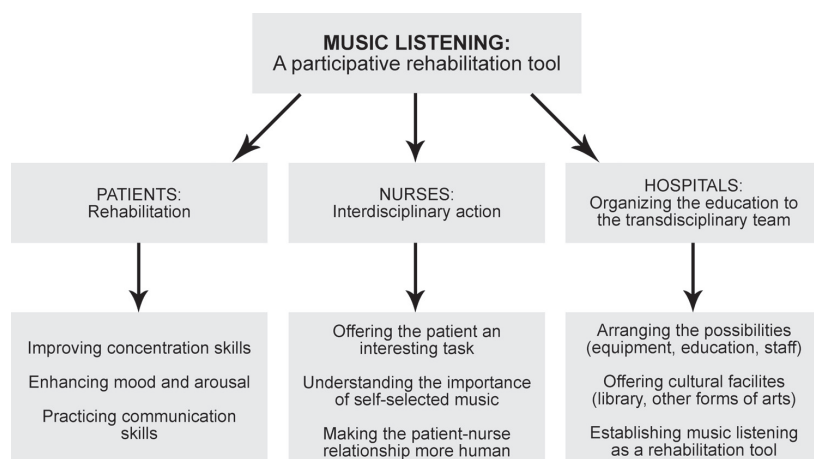 MUSIC LISTENING:
A participative rehabilitation tool
PATIENTS:
Rehabilitation
NURSES:
Interdisciplinary action
HOSPITALS:
Organizing the education to
the transdisciplinary team
Improving concentration skills
Enhancing mood and arousal
Practicing communication
skills
Offering the patient an
interesting task
Understanding the importance
of self-selected music
Making the patient-nurse
relationship more human
Arranging the possibilities
(equipment, education, staff)
Offering cultural facilites
(library, other forms of arts)
Establishing music listening
as a rehabilitation tool